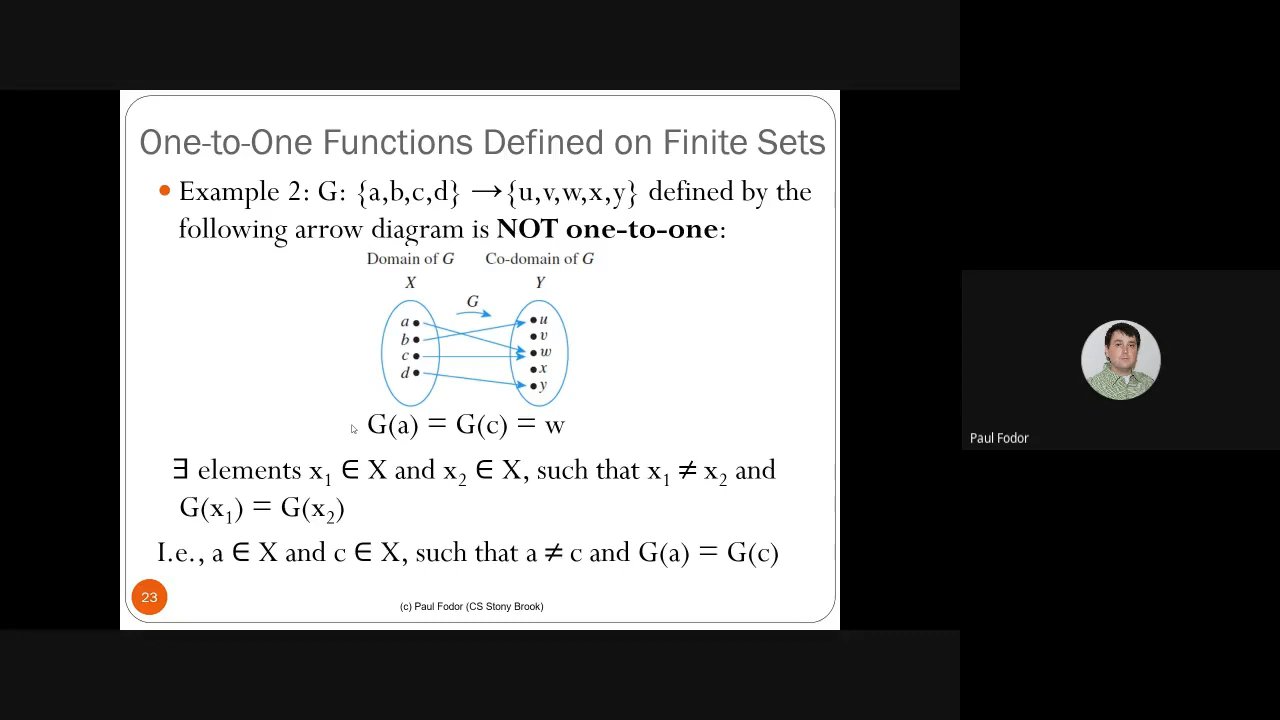 One-to-One Functions Defined on Finite Sets
• Example 2: G: {a,b,c,d} →{u,v,w,x,y} defined by the
following arrow diagram is NOT one-to-one:
Domain of G Co-domain of G
X Y
G
a u
b v
c w
d x
y
G(a) = G(c) = w
∃ elements x₁ ∈ X and x₂ ∈ X, such that x₁ ≠ x₂ and
G(x₁) = G(x₂)
I.e., a ∈ X and c ∈ X, such that a ≠ c and G(a) = G(c)
23
(c) Paul Fodor (CS Stony Brook)
Paul Fodor